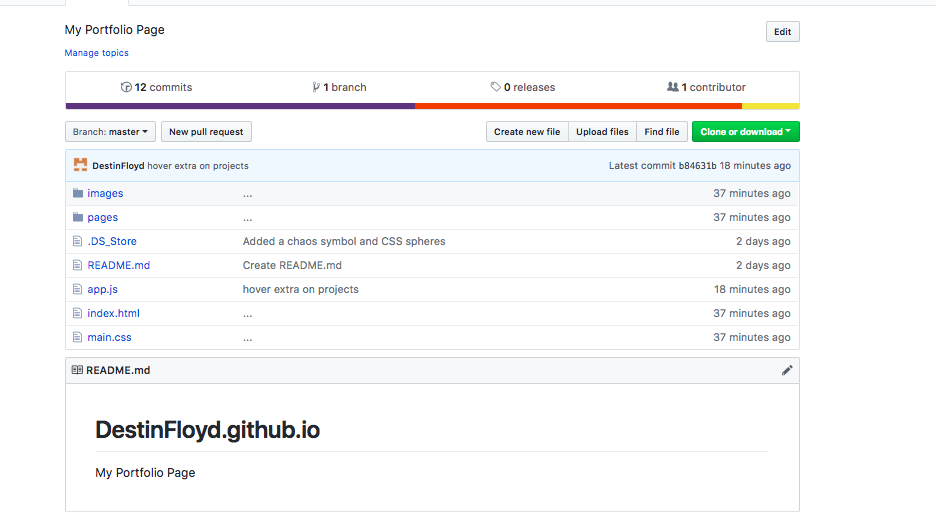 My Portfolio Page
Edit
Manage topics
12 commits
1 branch
0 releases
1 contributor
Branch: master
New pull request
Create new file
Upload files
Find file
Clone or download
DestinFloyd hover extra on projects
Latest commit b84631b 18 minutes ago
images ... 37 minutes ago
pages ... 37 minutes ago
.DS_Store Added a chaos symbol and CSS spheres 2 days ago
README.md Create README.md 2 days ago
app.js hover extra on projects 18 minutes ago
index.html ... 37 minutes ago
main.css ... 37 minutes ago
README.md
DestinFloyd.github.io
My Portfolio Page